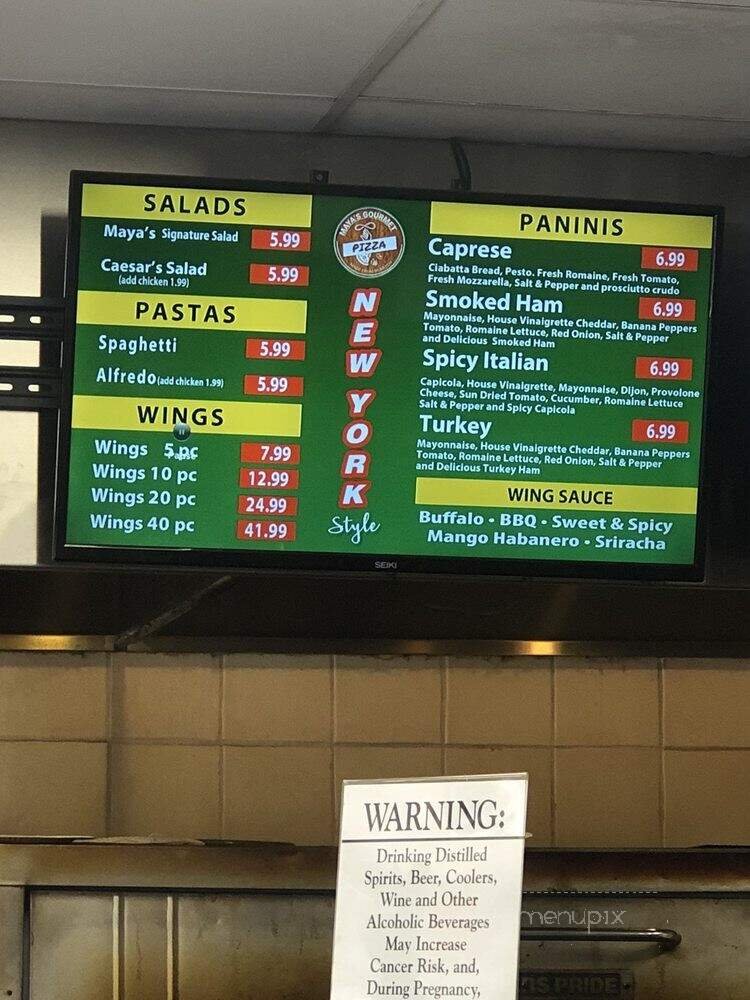 SALADS
Maya's Signature Salad 5.99
Caesar's Salad 5.99
(add chicken 1.99)
PASTAS
Spaghetti 5.99
Alfredo (add chicken 1.99) 5.99
WINGS
Wings 5 pc 7.99
Wings 10 pc 12.99
Wings 20 pc 24.99
Wings 40 pc 41.99
MAYA'S GOURMET
PIZZA
NEW YORK
Style
PANINIS
Caprese 6.99
Ciabatta Bread, Pesto. Fresh Romaine, Fresh Tomato,
Fresh Mozzarella, Salt & Pepper and prosciutto crudo
Smoked Ham 6.99
Mayonnaise, House Vinaigrette Cheddar, Banana Peppers
Tomato, Romaine Lettuce, Red Onion, Salt & Pepper
and Delicious Smoked Ham
Spicy Italian 6.99
Capicola, House Vinaigrette, Mayonnaise, Dijon, Provolone
Cheese, Sun Dried Tomato, Cucumber, Romaine Lettuce
Salt & Pepper and Spicy Capicola
Turkey 6.99
Mayonnaise, House Vinaigrette Cheddar, Banana Peppers
Tomato, Romaine Lettuce, Red Onion, Salt & Pepper
and Delicious Turkey Ham
WING SAUCE
Buffalo • BBQ • Sweet & Spicy
Mango Habanero • Sriracha
SEIKI
WARNING:
Drinking Distilled
Spirits, Beer, Coolers,
Wine and Other
Alcoholic Beverages
May Increase
Cancer Risk, and,
During Pregnancy,
menupix
PRIDE